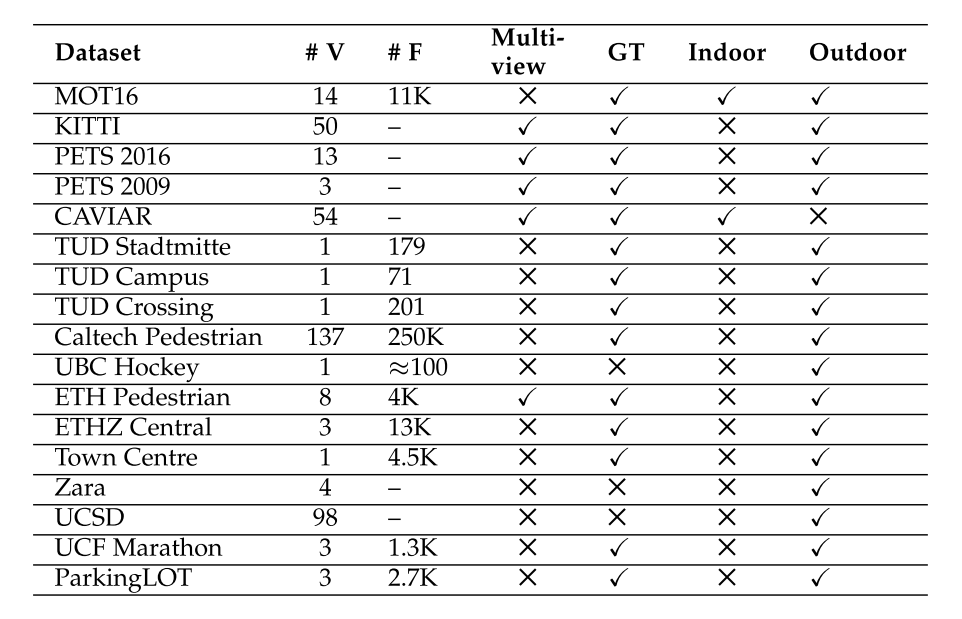 Dataset # V # F Multi-view GT Indoor Outdoor
MOT16 14 11K ✕ ✓ ✓ ✓
KITTI 50 – ✓ ✓ ✕ ✓
PETS 2016 13 – ✓ ✓ ✕ ✓
PETS 2009 3 – ✓ ✓ ✕ ✓
CAVIAR 54 – ✓ ✓ ✓ ✕
TUD Stadtmitte 1 179 ✕ ✓ ✕ ✓
TUD Campus 1 71 ✕ ✓ ✕ ✓
TUD Crossing 1 201 ✕ ✓ ✕ ✓
Caltech Pedestrian 137 250K ✕ ✓ ✕ ✓
UBC Hockey 1 ≈100 ✕ ✕ ✕ ✓
ETH Pedestrian 8 4K ✓ ✓ ✕ ✓
ETHZ Central 3 13K ✕ ✓ ✕ ✓
Town Centre 1 4.5K ✕ ✓ ✕ ✓
Zara 4 – ✕ ✕ ✕ ✓
UCSD 98 – ✕ ✕ ✕ ✓
UCF Marathon 3 1.3K ✕ ✓ ✕ ✓
ParkingLOT 3 2.7K ✕ ✓ ✕ ✓